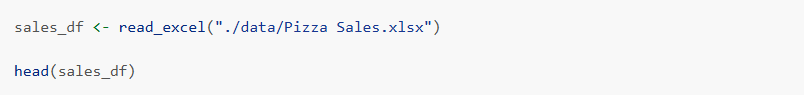 sales_df <- read_excel("./data/Pizza Sales.xlsx")
head(sales_df)